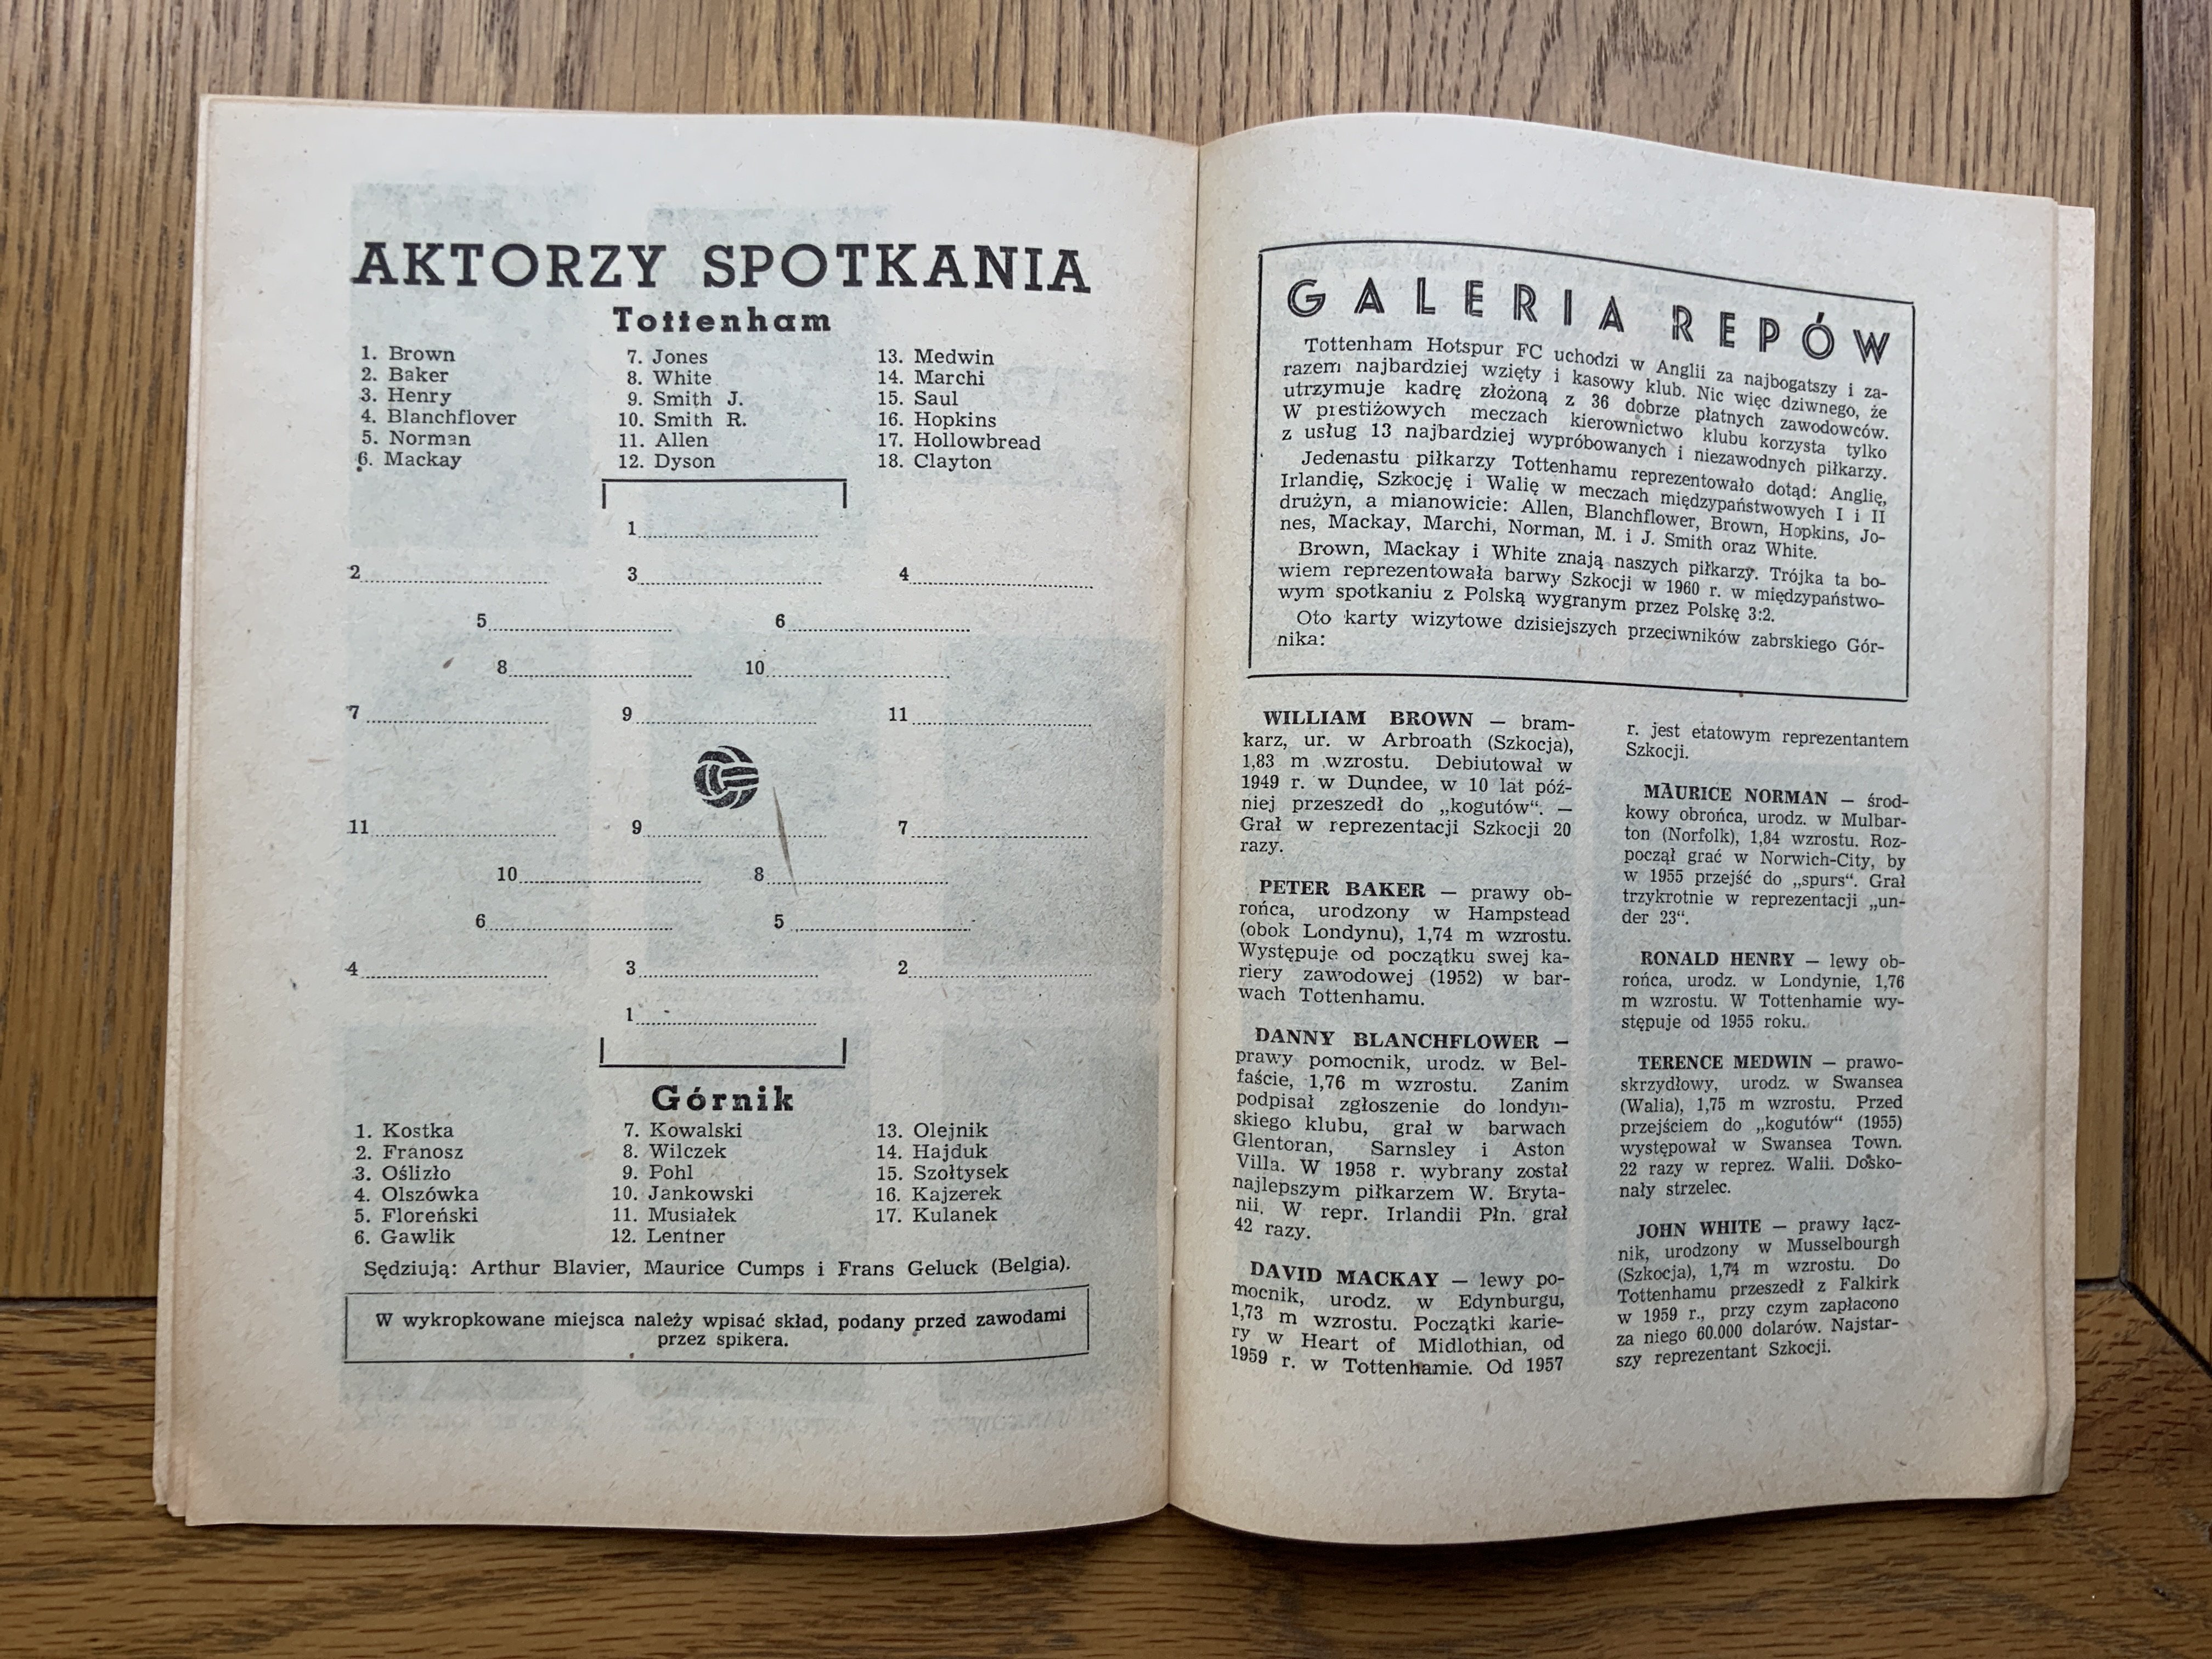 AKTORZY SPOTKANIA
Tottenham
1. Brown
2. Baker
3. Henry
4. Blanchflover
5. Norman
6. Mackay
7. Jones
8. White
9. Smith J.
10. Smith R.
11. Allen
12. Dyson
13. Medwin
14. Marchi
15. Saul
16. Hopkins
17. Hollowbread
18. Clayton
1
2 3 4
5 6
8 10
7 9 11
11 9 7
10 8
6 5
4 3 2
1
Górnik
1. Kostka
2. Franosz
3. Oślizło
4. Olszówka
5. Floreński
6. Gawlik
7. Kowalski
8. Wilczek
9. Pohl
10. Jankowski
11. Musiałek
12. Lentner
13. Olejnik
14. Hajduk
15. Szołtysek
16. Kajzerek
17. Kulanek
Sędziują: Arthur Blavier, Maurice Cumps i Frans Geluck (Belgia).
W wykropkowane miejsca należy wpisać skład, podany przed zawodami
przez spikera.
GALERIA REPÓW
Tottenham Hotspur FC uchodzi w Anglii za najbogatszy i za-
razem najbardziej wzięty i kasowy klub. Nic więc dziwnego, że
utrzymuje kadrę złożoną z 36 dobrze płatnych zawodowców.
W prestiżowych meczach kierownictwo klubu korzysta tylko
z usług 13 najbardziej wypróbowanych i niezawodnych piłkarzy.
Jedenastu piłkarzy Tottenhamu reprezentowało dotąd: Anglię,
Irlandię, Szkocję i Walię w meczach międzypaństwowych I i II
drużyn, a mianowicie: Allen, Blanchflower, Brown, Hopkins, Jo-
nes, Mackay, Marchi, Norman, M. i J. Smith oraz White.
Brown, Mackay i White znają naszych piłkarzy. Trójka ta bo-
wiem reprezentowała barwy Szkocji w 1960 r. w międzypaństwo-
wym spotkaniu z Polską wygranym przez Polskę 3:2.
Oto karty wizytowe dzisiejszych przeciwników zabrskiego Gór-
nika:
WILLIAM BROWN — bram-
karz, ur. w Arbroath (Szkocja),
1,83 m wzrostu. Debiutował w
1949 r. w Dundee, w 10 lat póź-
niej przeszedł do „kogutów“. —
Grał w reprezentacji Szkocji 20
razy.
PETER BAKER — prawy ob-
rońca, urodzony w Hampstead
(obok Londynu), 1,74 m wzrostu.
Występuje od początku swej ka-
riery zawodowej (1952) w bar-
wach Tottenhamu.
DANNY BLANCHFLOWER —
prawy pomocnik, urodz. w Bel-
faście, 1,76 m wzrostu. Zanim
podpisał zgłoszenie do londyn-
skiego klubu, grał w barwach
Glentoran, Sarnsley i Aston
Villa. W 1958 r. wybrany został
najlepszym piłkarzem W. Bryta-
nii. W repr. Irlandii Płn. grał
42 razy.
DAVID MACKAY — lewy po-
mocnik, urodz. w Edynburgu,
1,73 m wzrostu. Początki karie-
ry w Heart of Midlothian, od
1959 r. w Tottenhamie. Od 1957
r. jest etatowym reprezentantem
Szkocji.
MAURICE NORMAN — środ-
kowy obrońca, urodz. w Mulbar-
ton (Norfolk), 1,84 wzrostu. Roz-
począł grać w Norwich-City, by
w 1955 przejść do „spurs“. Grał
trzykrotnie w reprezentacji „un-
der 23“.
RONALD HENRY — lewy ob-
rońca, urodz. w Londynie, 1,76
m wzrostu. W Tottenhamie wy-
stępuje od 1955 roku.
TERENCE MEDWIN — prawo-
skrzydłowy, urodz. w Swansea
(Walia), 1,75 m wzrostu. Przed
przejściem do „kogutów“ (1955)
występował w Swansea Town.
22 razy w reprez. Walii. Dosko-
nały strzelec.
JOHN WHITE — prawy łącz-
nik, urodzony w Musselbourgh
(Szkocja), 1,74 m wzrostu. Do
Tottenhamu przeszedł z Falkirk
w 1959 r., przy czym zapłacono
za niego 60.000 dolarów. Najstar-
szy reprezentant Szkocji.